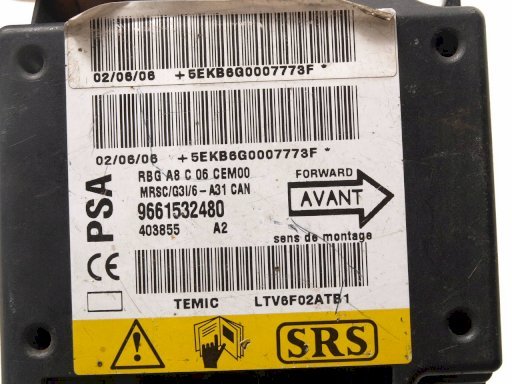 02/06/06 +5EKB6G0007773F *
02/06/06 +5EKB6G0007773F *
RBG A8 C 06 CEM00
MRSC/G3I/6 - A31 CAN
9661532480
403855 A2
PSA
CE
FORWARD
AVANT
sens de montage
TEMIC LTV6F02ATB1
SRS